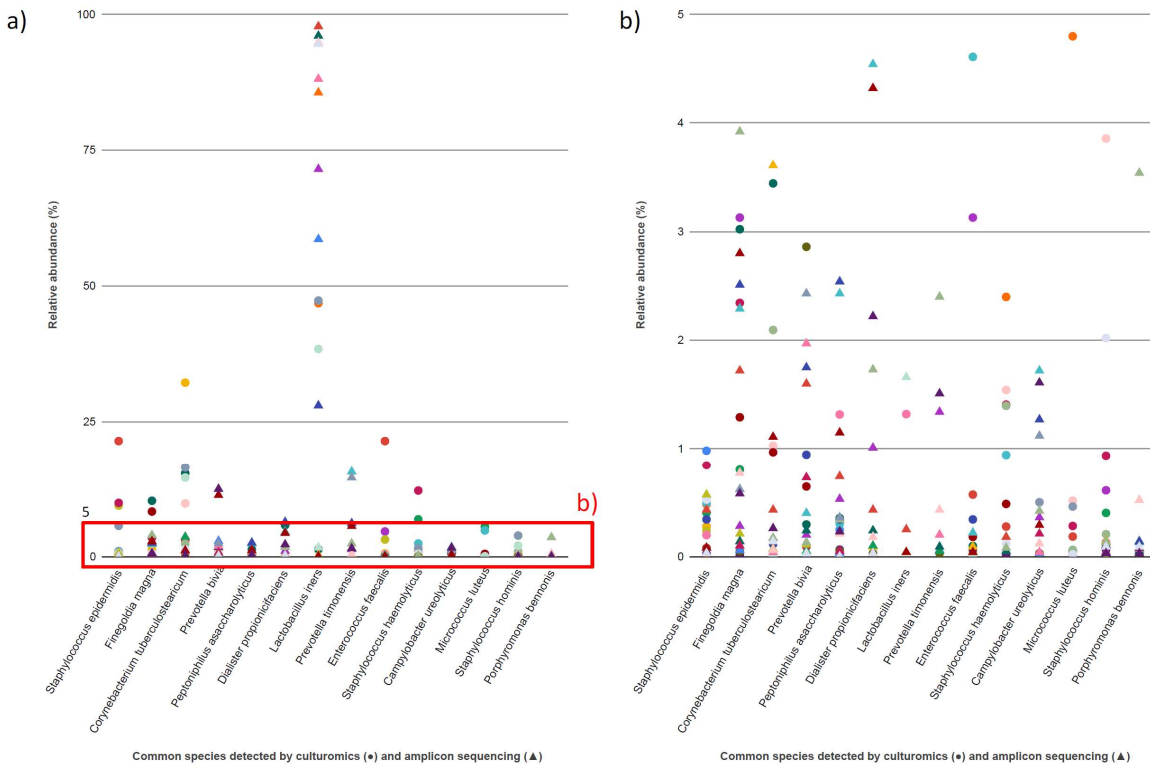 a)
100
75
50
25
5
0
Relative abundance (%)
b)
Staphylococcus epidermidis
Finegoldia magna
Corynebacterium tuberculostearicum
Prevotella bivia
Peptoniphilus asaccharolyticus
Dialister propionicifaciens
Lactobacillus iners
Prevotella timonensis
Enterococcus faecalis
Staphylococcus haemolyticus
Campylobacter ureolyticus
Micrococcus luteus
Staphylococcus hominis
Porphyromonas bennonis
Common species detected by culturomics (●) and amplicon sequencing (▲)
b)
5
4
3
2
1
0
Relative abundance (%)
Staphylococcus epidermidis
Finegoldia magna
Corynebacterium tuberculostearicum
Prevotella bivia
Peptoniphilus asaccharolyticus
Dialister propionicifaciens
Lactobacillus iners
Prevotella timonensis
Enterococcus faecalis
Staphylococcus haemolyticus
Campylobacter ureolyticus
Micrococcus luteus
Staphylococcus hominis
Porphyromonas bennonis
Common species detected by culturomics (●) and amplicon sequencing (▲)